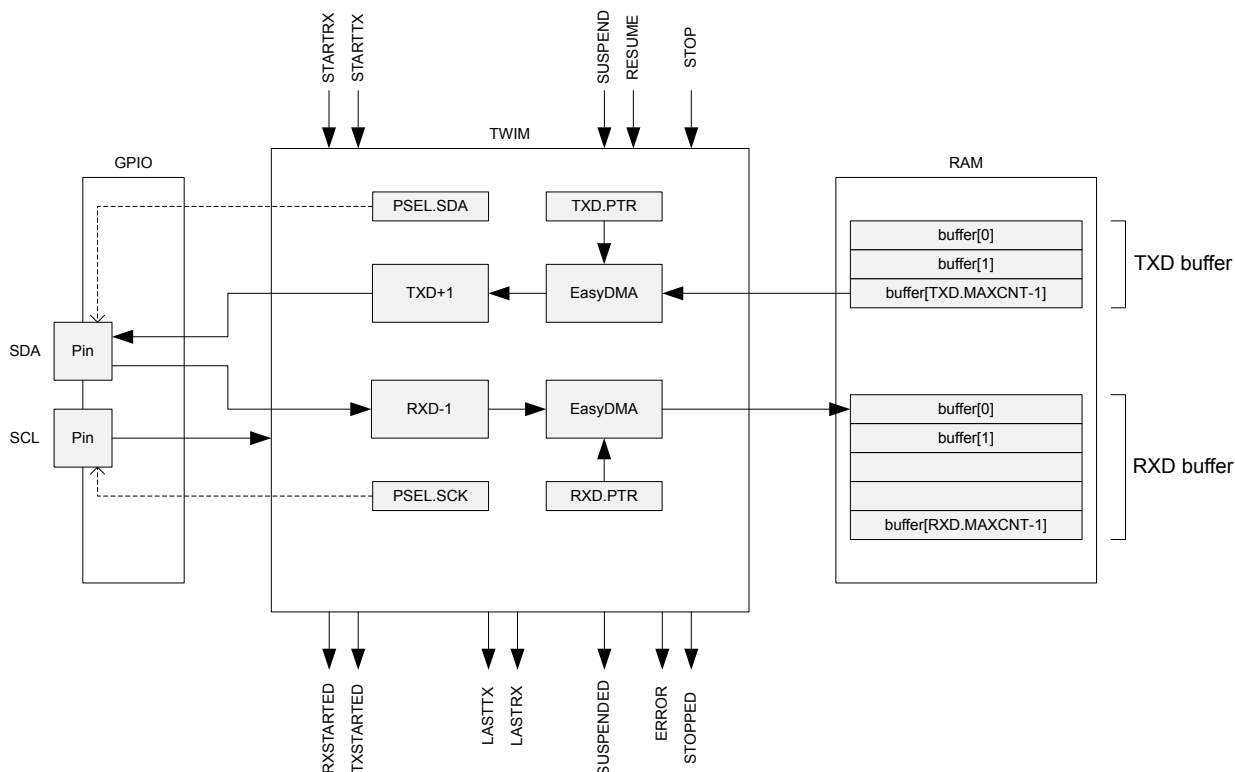 STARTRX
STARTTX
SUSPEND
RESUME
STOP
TWIM
GPIO
RAM
PSEL.SDA
TXD.PTR
buffer[0]
buffer[1]
buffer[TXD.MAXCNT-1]
TXD buffer
TXD+1
EasyDMA
SDA
Pin
RXD-1
EasyDMA
SCL
Pin
buffer[0]
buffer[1]
buffer[RXD.MAXCNT-1]
RXD buffer
PSEL.SCK
RXD.PTR
RXSTARTED
TXSTARTED
LASTTX
LASTRX
SUSPENDED
ERROR
STOPPED